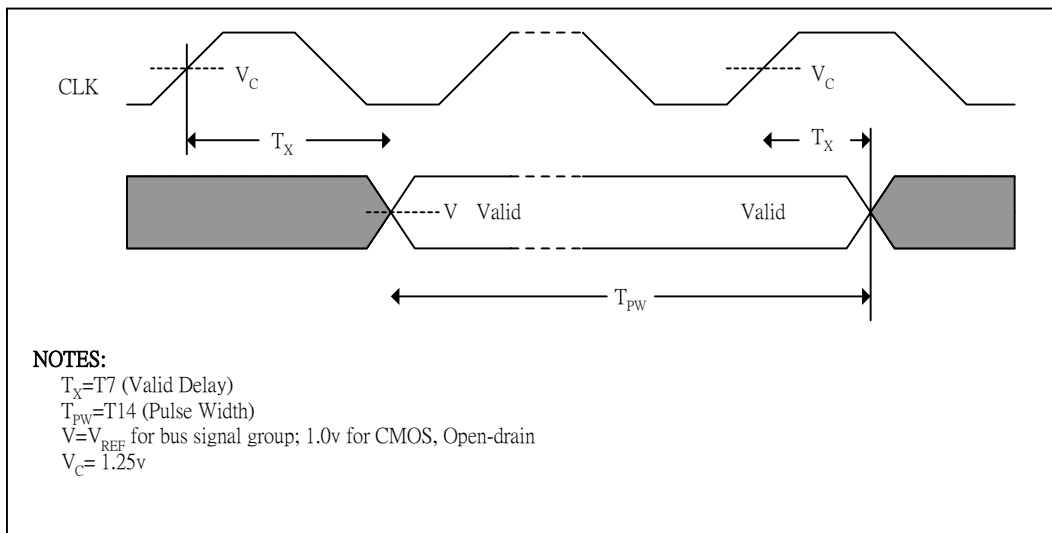 CLK
V_C
V_C
T_X
T_X
V Valid
Valid
T_PW
NOTES:
T_X=T7 (Valid Delay)
T_PW=T14 (Pulse Width)
V=V_REF for bus signal group; 1.0v for CMOS, Open-drain
V_C= 1.25v